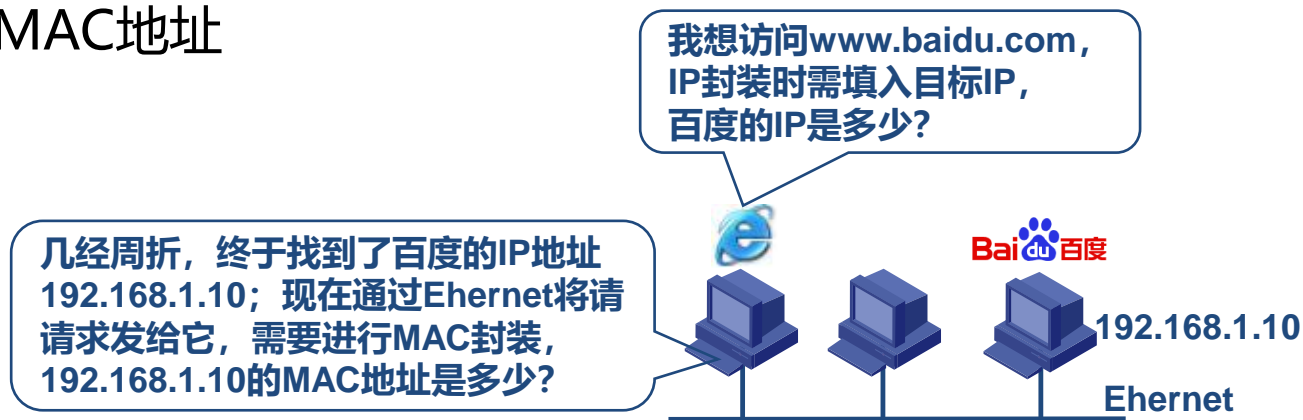 MAC地址
我想访问www.baidu.com，
IP封装时需填入目标IP，
百度的IP是多少？
几经周折，终于找到了百度的IP地址
192.168.1.10；现在通过Ehernet将请
请求发给它，需要进行MAC封装，
192.168.1.10的MAC地址是多少？
Bai du 百度
192.168.1.10
Ehernet